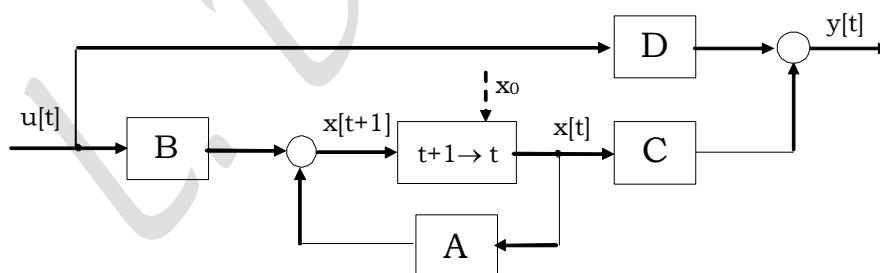 D
y[t]
u[t]
B
x[t+1]
x₀
t+1→ t
x[t]
C
A